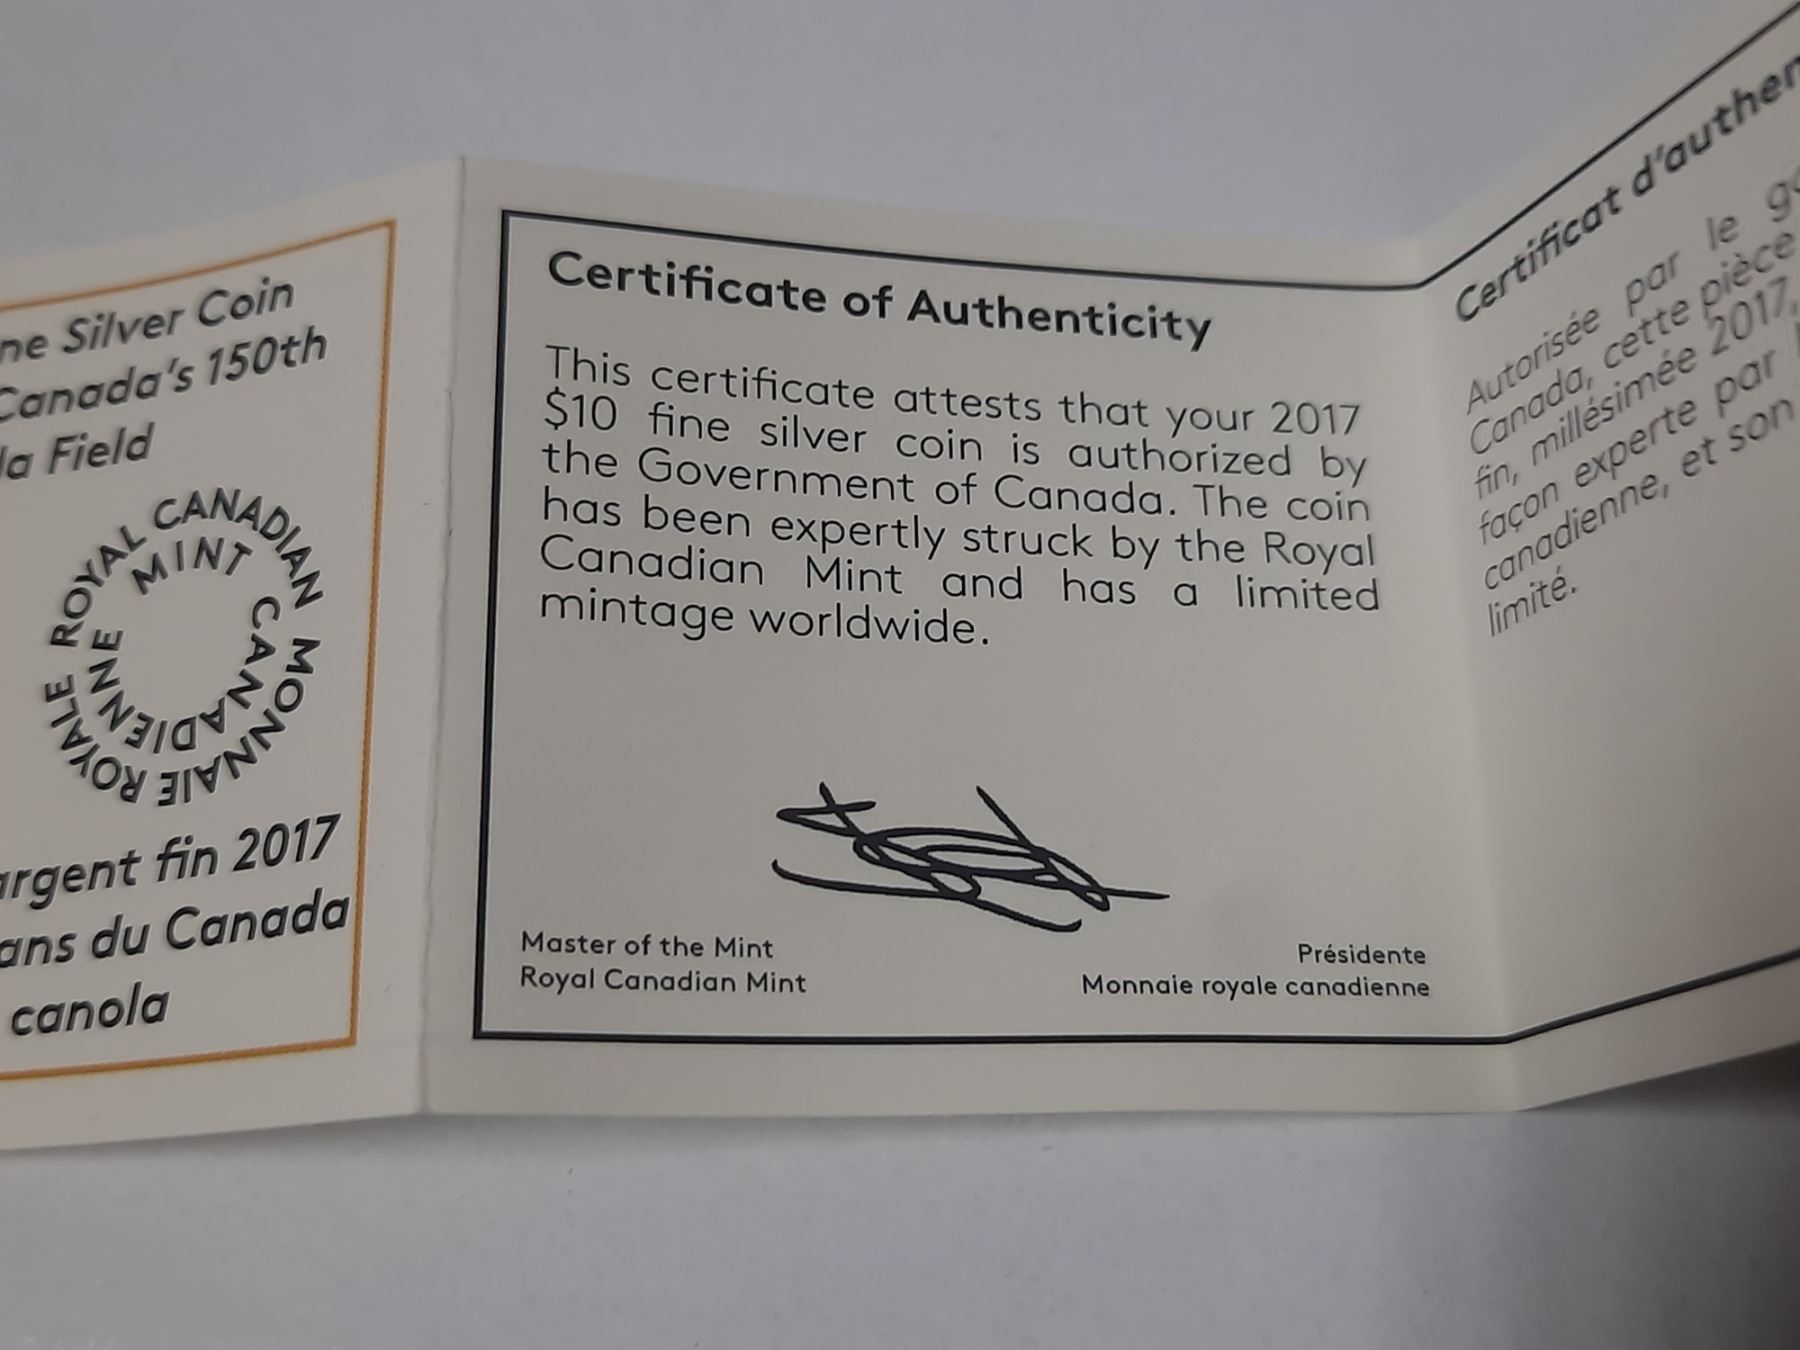 Silver Coin
Canada's 150th
Field
ROYAL CANADIAN MINT
MONNAIE ROYALE CANADIENNE
argent fin 2017
ans du Canada
canola
Certificate of Authenticity
This certificate attests that your 2017
$10 fine silver coin is authorized by
the Government of Canada. The coin
has been expertly struck by the Royal
Canadian Mint and has a limited
mintage worldwide.
Master of the Mint
Royal Canadian Mint
Présidente
Monnaie royale canadienne
Certificat
Autorisée par le
Canada, cette pièce
fin, millésimée 2017,
façon experte par
canadienne, et son
limité.